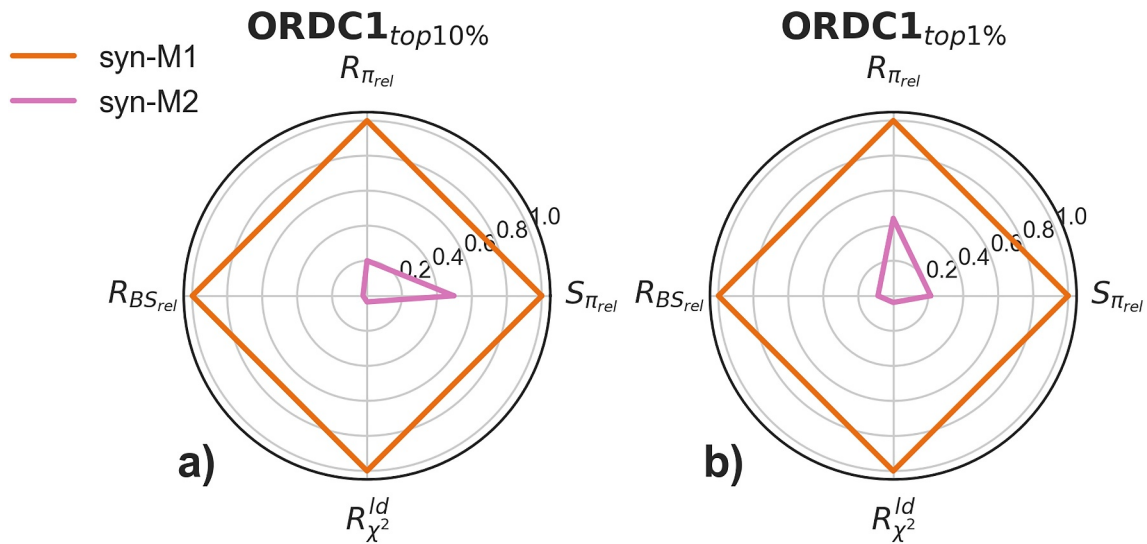 ORDC1top10%
ORDC1top1%
syn-M1
syn-M2
Rπrel
Rπrel
1.0
0.8
0.6
0.4
0.2
1.0
0.8
0.6
0.4
0.2
RBSrel
Sπrel
RBSrel
Sπrel
a)
b)
Rχ2ld
Rχ2ld